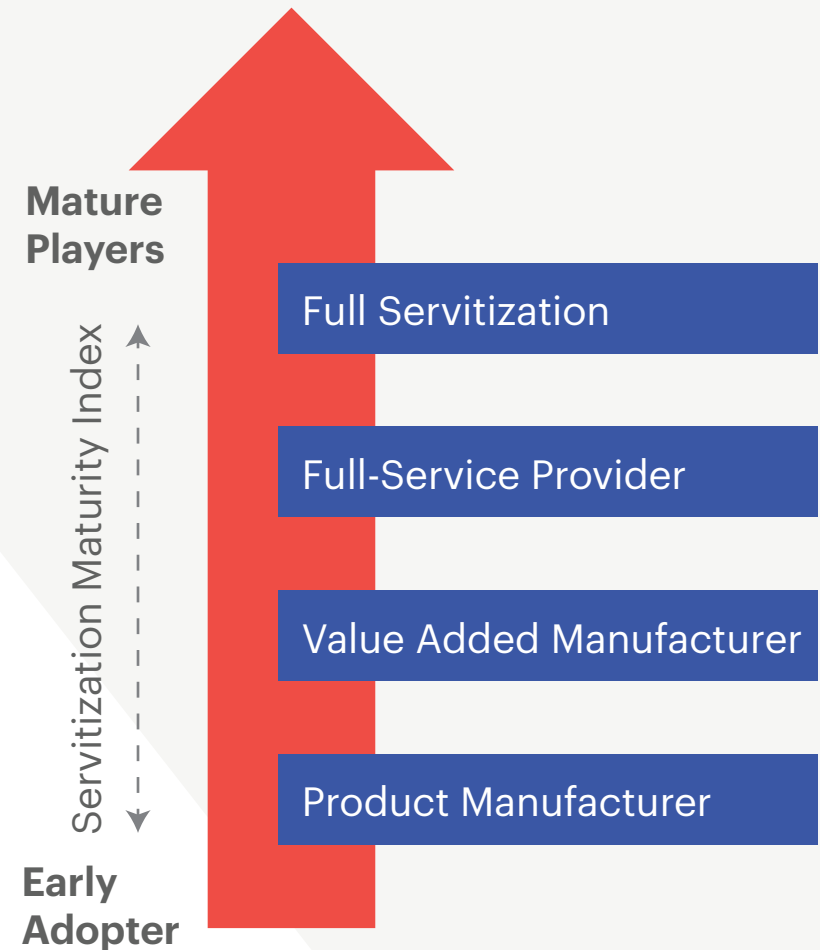 Mature
Players
Full Servitization
Servitization Maturity Index
Full-Service Provider
Value Added Manufacturer
Product Manufacturer
Early
Adopter